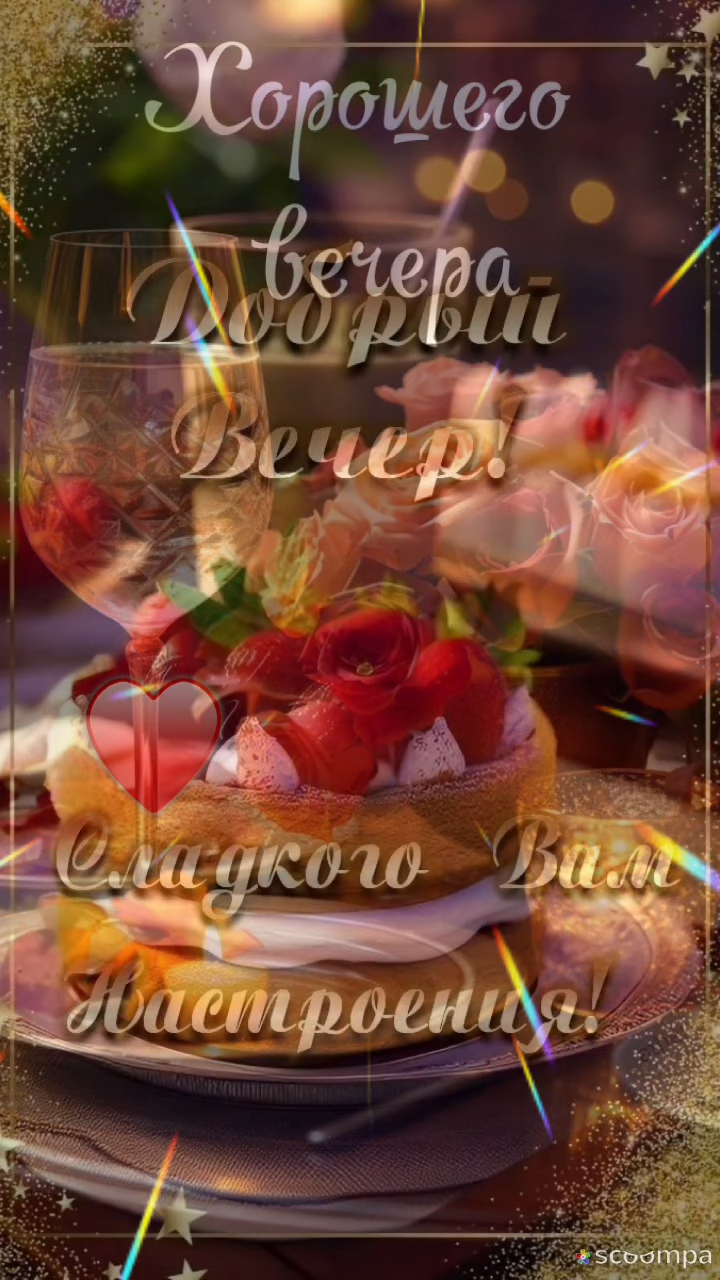 Хорошего
вечера
Добрый
Вечер!
Сладкого Вам
Настроения!
scoompa